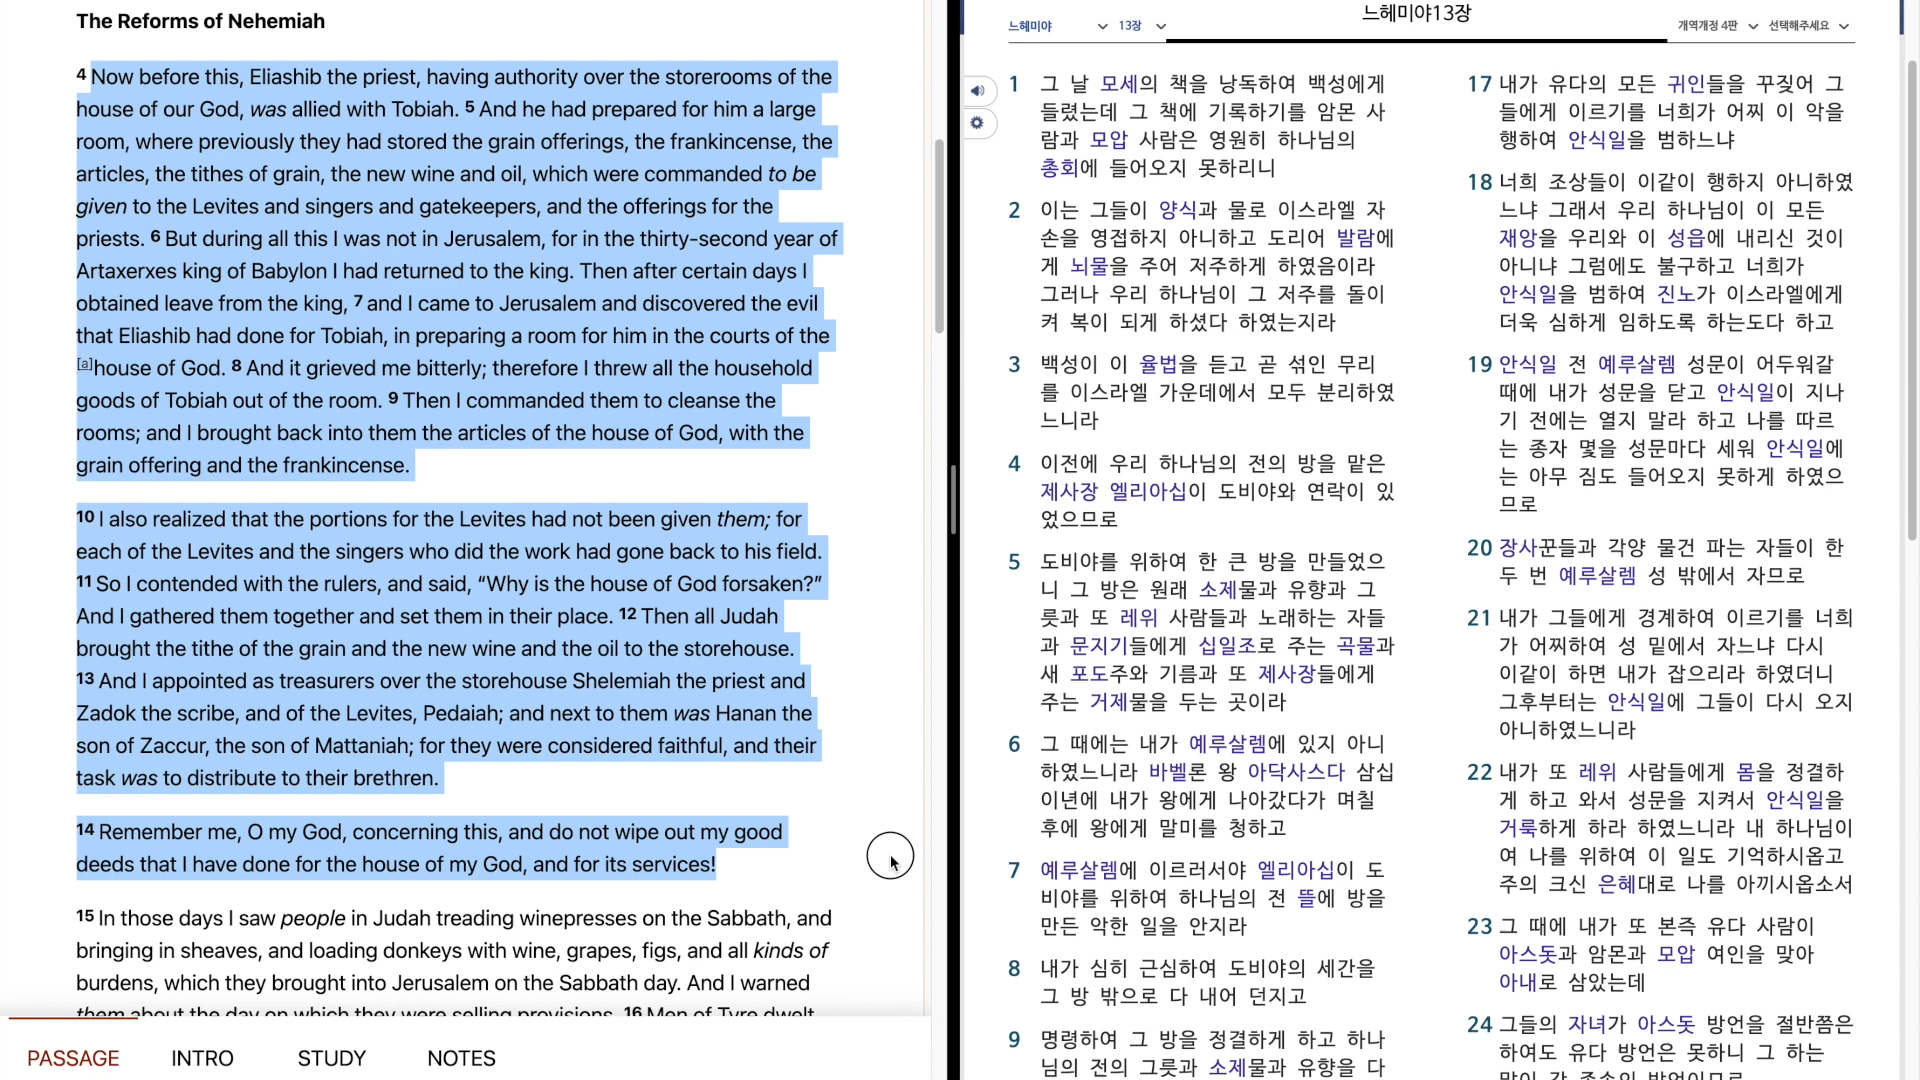 The Reforms of Nehemiah
4 Now before this, Eliashib the priest, having authority over the storerooms of the
house of our God, was allied with Tobiah. 5 And he had prepared for him a large
room, where previously they had stored the grain offerings, the frankincense, the
articles, the tithes of grain, the new wine and oil, which were commanded to be
given to the Levites and singers and gatekeepers, and the offerings for the
priests. 6 But during all this I was not in Jerusalem, for in the thirty-second year of
Artaxerxes king of Babylon I had returned to the king. Then after certain days I
obtained leave from the king, 7 and I came to Jerusalem and discovered the evil
that Eliashib had done for Tobiah, in preparing a room for him in the courts of the
[a]house of God. 8 And it grieved me bitterly; therefore I threw all the household
goods of Tobiah out of the room. 9 Then I commanded them to cleanse the
rooms; and I brought back into them the articles of the house of God, with the
grain offering and the frankincense.
10 I also realized that the portions for the Levites had not been given them; for
each of the Levites and the singers who did the work had gone back to his field.
11 So I contended with the rulers, and said, “Why is the house of God forsaken?”
And I gathered them together and set them in their place. 12 Then all Judah
brought the tithe of the grain and the new wine and the oil to the storehouse.
13 And I appointed as treasurers over the storehouse Shelemiah the priest and
Zadok the scribe, and of the Levites, Pedaiah; and next to them was Hanan the
son of Zaccur, the son of Mattaniah; for they were considered faithful, and their
task was to distribute to their brethren.
14 Remember me, O my God, concerning this, and do not wipe out my good
deeds that I have done for the house of my God, and for its services!
15 In those days I saw people in Judah treading winepresses on the Sabbath, and
bringing in sheaves, and loading donkeys with wine, grapes, figs, and all kinds of
burdens, which they brought into Jerusalem on the Sabbath day. And I warned
them about the day on which they were selling provisions. 16 Men of Tyre dwelt
PASSAGE INTRO STUDY NOTES
느헤미야13장
느헤미야 13장 개역개정 4판 선택해주세요
1 그 날 모세의 책을 낭독하여 백성에게
들렸는데 그 책에 기록하기를 암몬 사
람과 모압 사람은 영원히 하나님의
총회에 들어오지 못하리니
2 이는 그들이 양식과 물로 이스라엘 자
손을 영접하지 아니하고 도리어 발람에
게 뇌물을 주어 저주하게 하였음이라
그러나 우리 하나님이 그 저주를 돌이
켜 복이 되게 하셨다 하였는지라
3 백성이 이 율법을 듣고 곧 섞인 무리
를 이스라엘 가운데에서 모두 분리하였
느니라
4 이전에 우리 하나님의 전의 방을 맡은
제사장 엘리아십이 도비야와 연락이 있
었으므로
5 도비야를 위하여 한 큰 방을 만들었으
니 그 방은 원래 소제물과 유향과 그
릇과 또 레위 사람들과 노래하는 자들
과 문지기들에게 십일조로 주는 곡물과
새 포도주와 기름과 또 제사장들에게
주는 거제물을 두는 곳이라
6 그 때에는 내가 예루살렘에 있지 아니
하였느니라 바벨론 왕 아닥사스다 삼십
이년에 내가 왕에게 나아갔다가 며칠
후에 왕에게 말미를 청하고
7 예루살렘에 이르러서야 엘리아십이 도
비야를 위하여 하나님의 전 뜰에 방을
만든 악한 일을 안지라
8 내가 심히 근심하여 도비야의 세간을
그 방 밖으로 다 내어 던지고
9 명령하여 그 방을 정결하게 하고 하나
님의 전의 그릇과 소제물과 유향을 다
17 내가 유다의 모든 귀인들을 꾸짖어 그
들에게 이르기를 너희가 어찌 이 악을
행하여 안식일을 범하느냐
18 너희 조상들이 이같이 행하지 아니하였
느냐 그래서 우리 하나님이 이 모든
재앙을 우리와 이 성읍에 내리신 것이
아니냐 그럼에도 불구하고 너희가
안식일을 범하여 진노가 이스라엘에게
더욱 심하게 임하도록 하는도다 하고
19 안식일 전 예루살렘 성문이 어두워갈
때에 내가 성문을 닫고 안식일이 지나
기 전에는 열지 말라 하고 나를 따르
는 종자 몇을 성문마다 세워 안식일에
는 아무 짐도 들어오지 못하게 하였으
므로
20 장사꾼들과 각양 물건 파는 자들이 한
두 번 예루살렘 성 밖에서 자므로
21 내가 그들에게 경계하여 이르기를 너희
가 어찌하여 성 밑에서 자느냐 다시
이같이 하면 내가 잡으리라 하였더니
그후부터는 안식일에 그들이 다시 오지
아니하였느니라
22 내가 또 레위 사람들에게 몸을 정결하
게 하고 와서 성문을 지켜서 안식일을
거룩하게 하라 하였느니라 내 하나님이
여 나를 위하여 이 일도 기억하시옵고
주의 크신 은혜대로 나를 아끼시옵소서
23 그 때에 내가 또 본즉 유다 사람이
아스돗과 암몬과 모압 여인을 맞아
아내로 삼았는데
24 그들의 자녀가 아스돗 방언을 절반쯤은
하여도 유다 방언은 못하니 그 하는